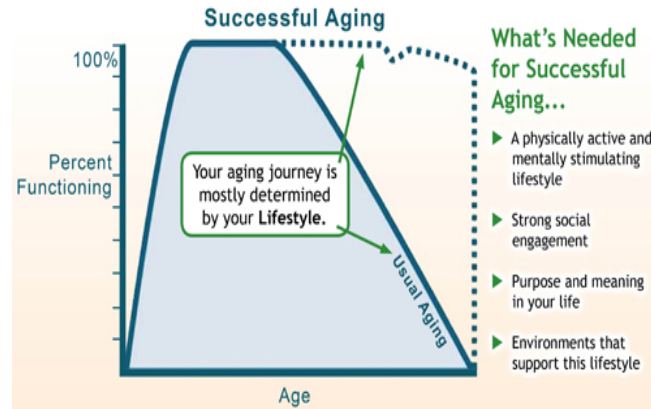 Successful Aging
100%
Percent
Functioning
Your aging journey is
mostly determined
by your Lifestyle.
Usual Aging
Age
What's Needed
for Successful
Aging...
▶ A physically active and
mentally stimulating
lifestyle
▶ Strong social
engagement
▶ Purpose and meaning
in your life
▶ Environments that
support this lifestyle